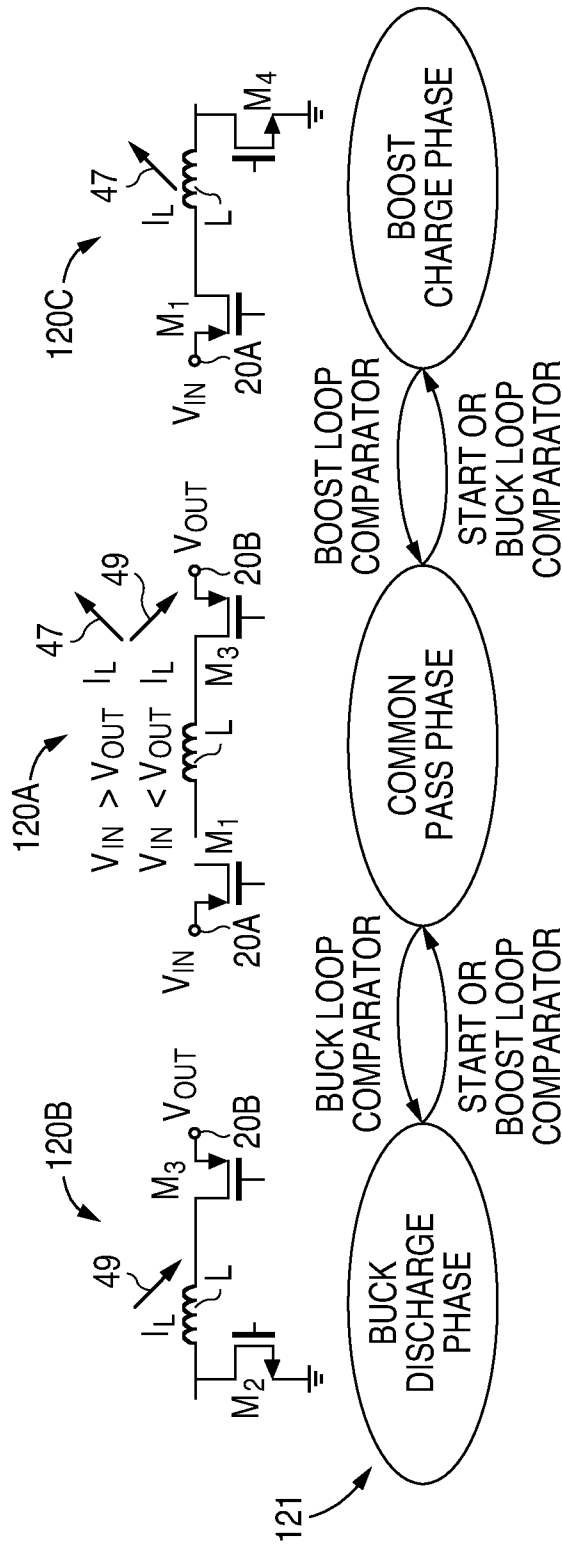 120B
49
I_L
L
M_2
M_3
V_OUT
20B
120A
V_IN > V_OUT I_L
V_IN < V_OUT I_L
47
49
V_IN
20A
M_1
L
M_3
V_OUT
20B
120C
47
I_L
L
V_IN
20A
M_1
M_4
121
BUCK
DISCHARGE
PHASE
BUCK LOOP
COMPARATOR
START OR
BOOST LOOP
COMPARATOR
COMMON
PASS PHASE
BOOST LOOP
COMPARATOR
START OR
BUCK LOOP
COMPARATOR
BOOST
CHARGE PHASE